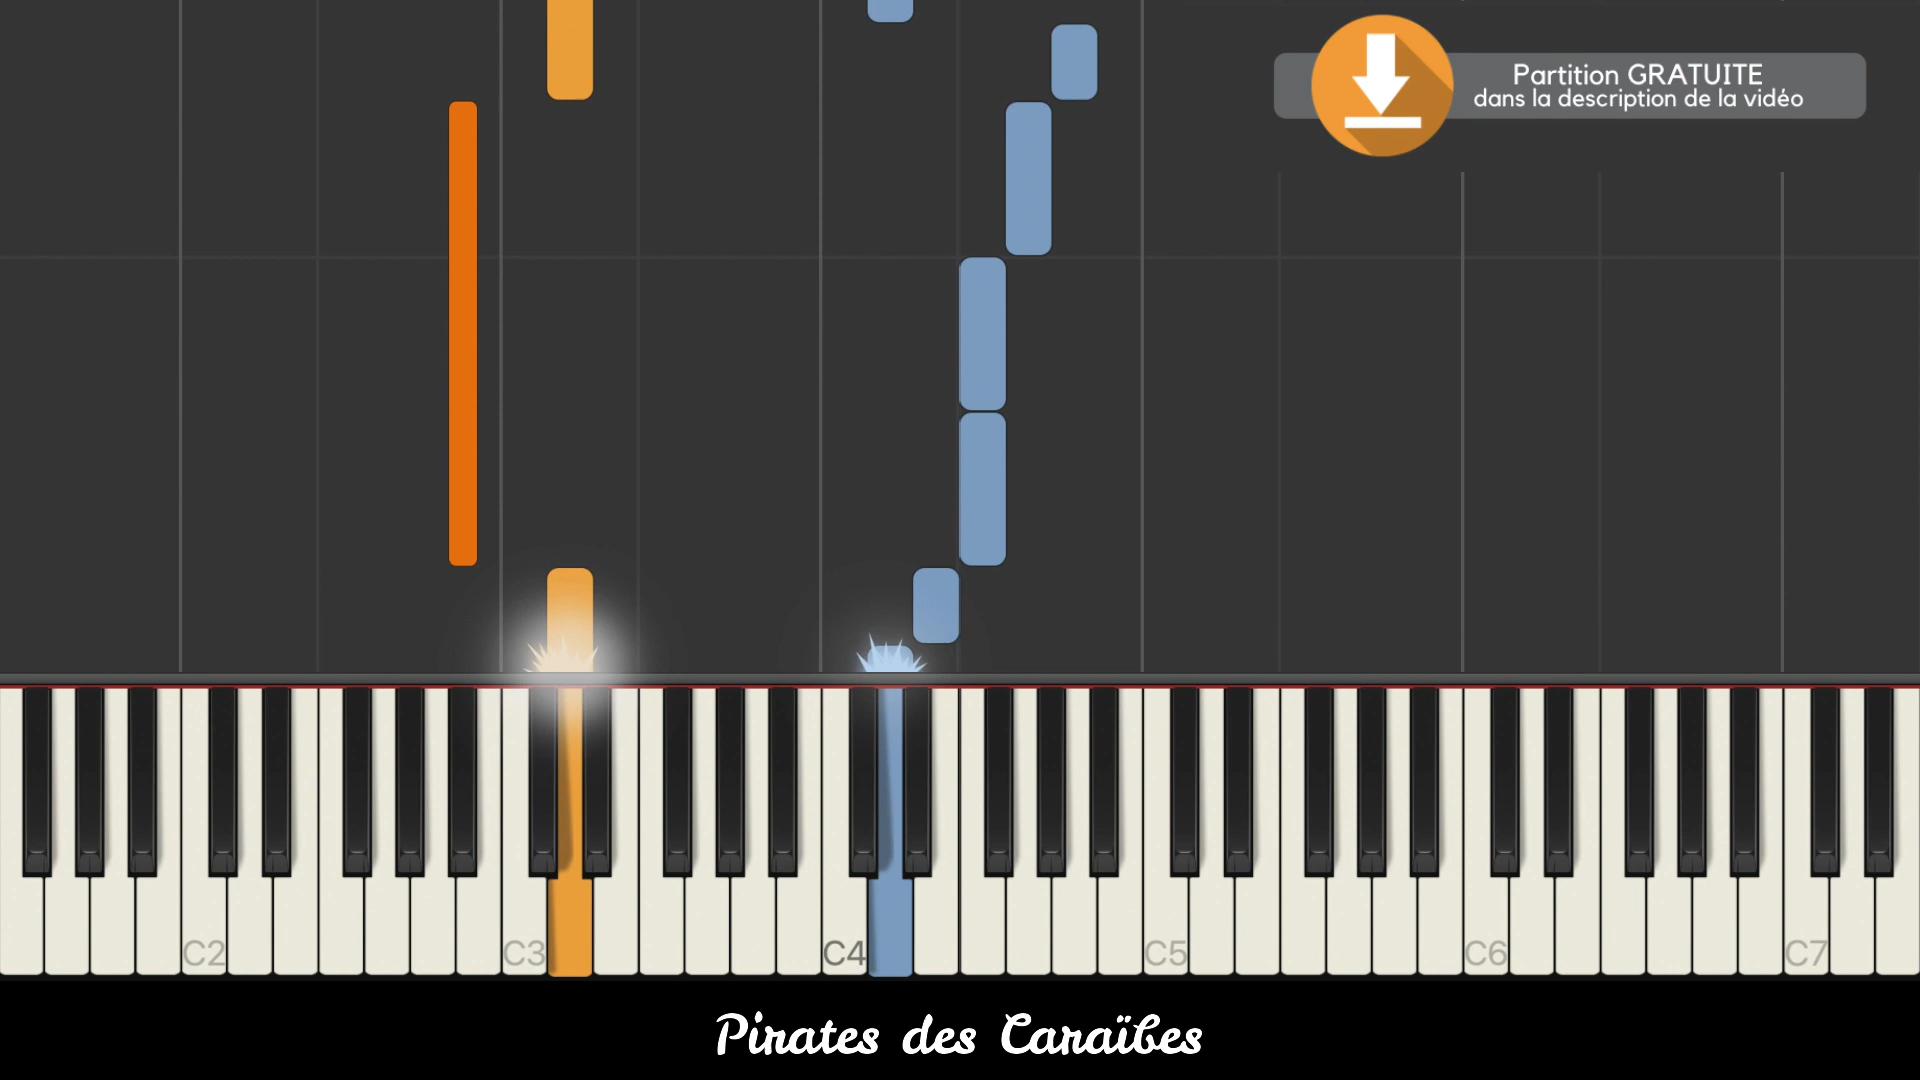 Partition GRATUITE
dans la description de la vidéo
C2 C3 C4 C5 C6 C7
Pirates des Caraïbes